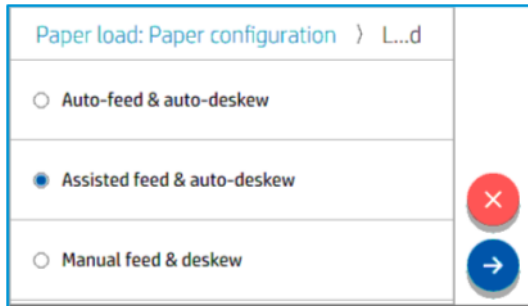 Paper load: Paper configuration 〉 L...d
Auto-feed & auto-deskew
Assisted feed & auto-deskew
Manual feed & deskew